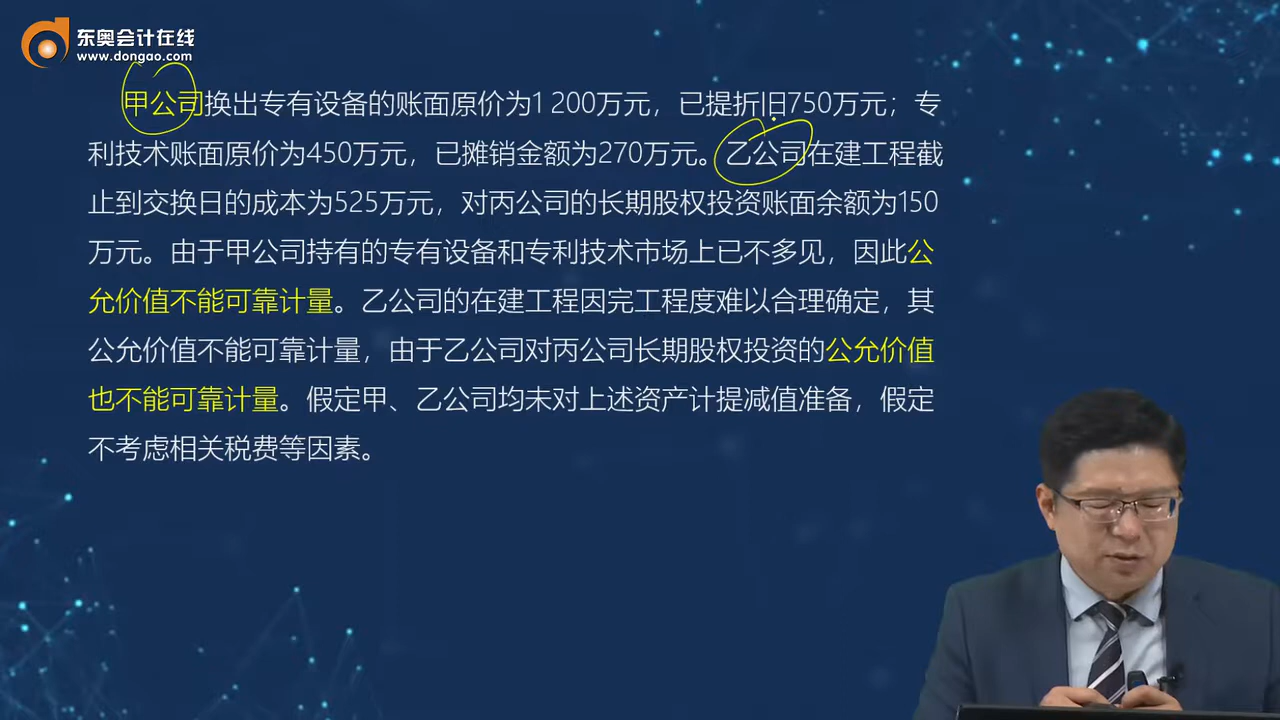 东奥会计在线
www.dongao.com
甲公司换出专有设备的账面原价为1 200万元，已提折旧750万元；专
利技术账面原价为450万元，已摊销金额为270万元。乙公司在建工程截
止到交换日的成本为525万元，对丙公司的长期股权投资账面余额为150
万元。由于甲公司持有的专有设备和专利技术市场上已不多见，因此公
允价值不能可靠计量。乙公司的在建工程因完工程度难以合理确定，其
公允价值不能可靠计量，由于乙公司对丙公司长期股权投资的公允价值
也不能可靠计量。假定甲、乙公司均未对上述资产计提减值准备，假定
不考虑相关税费等因素。